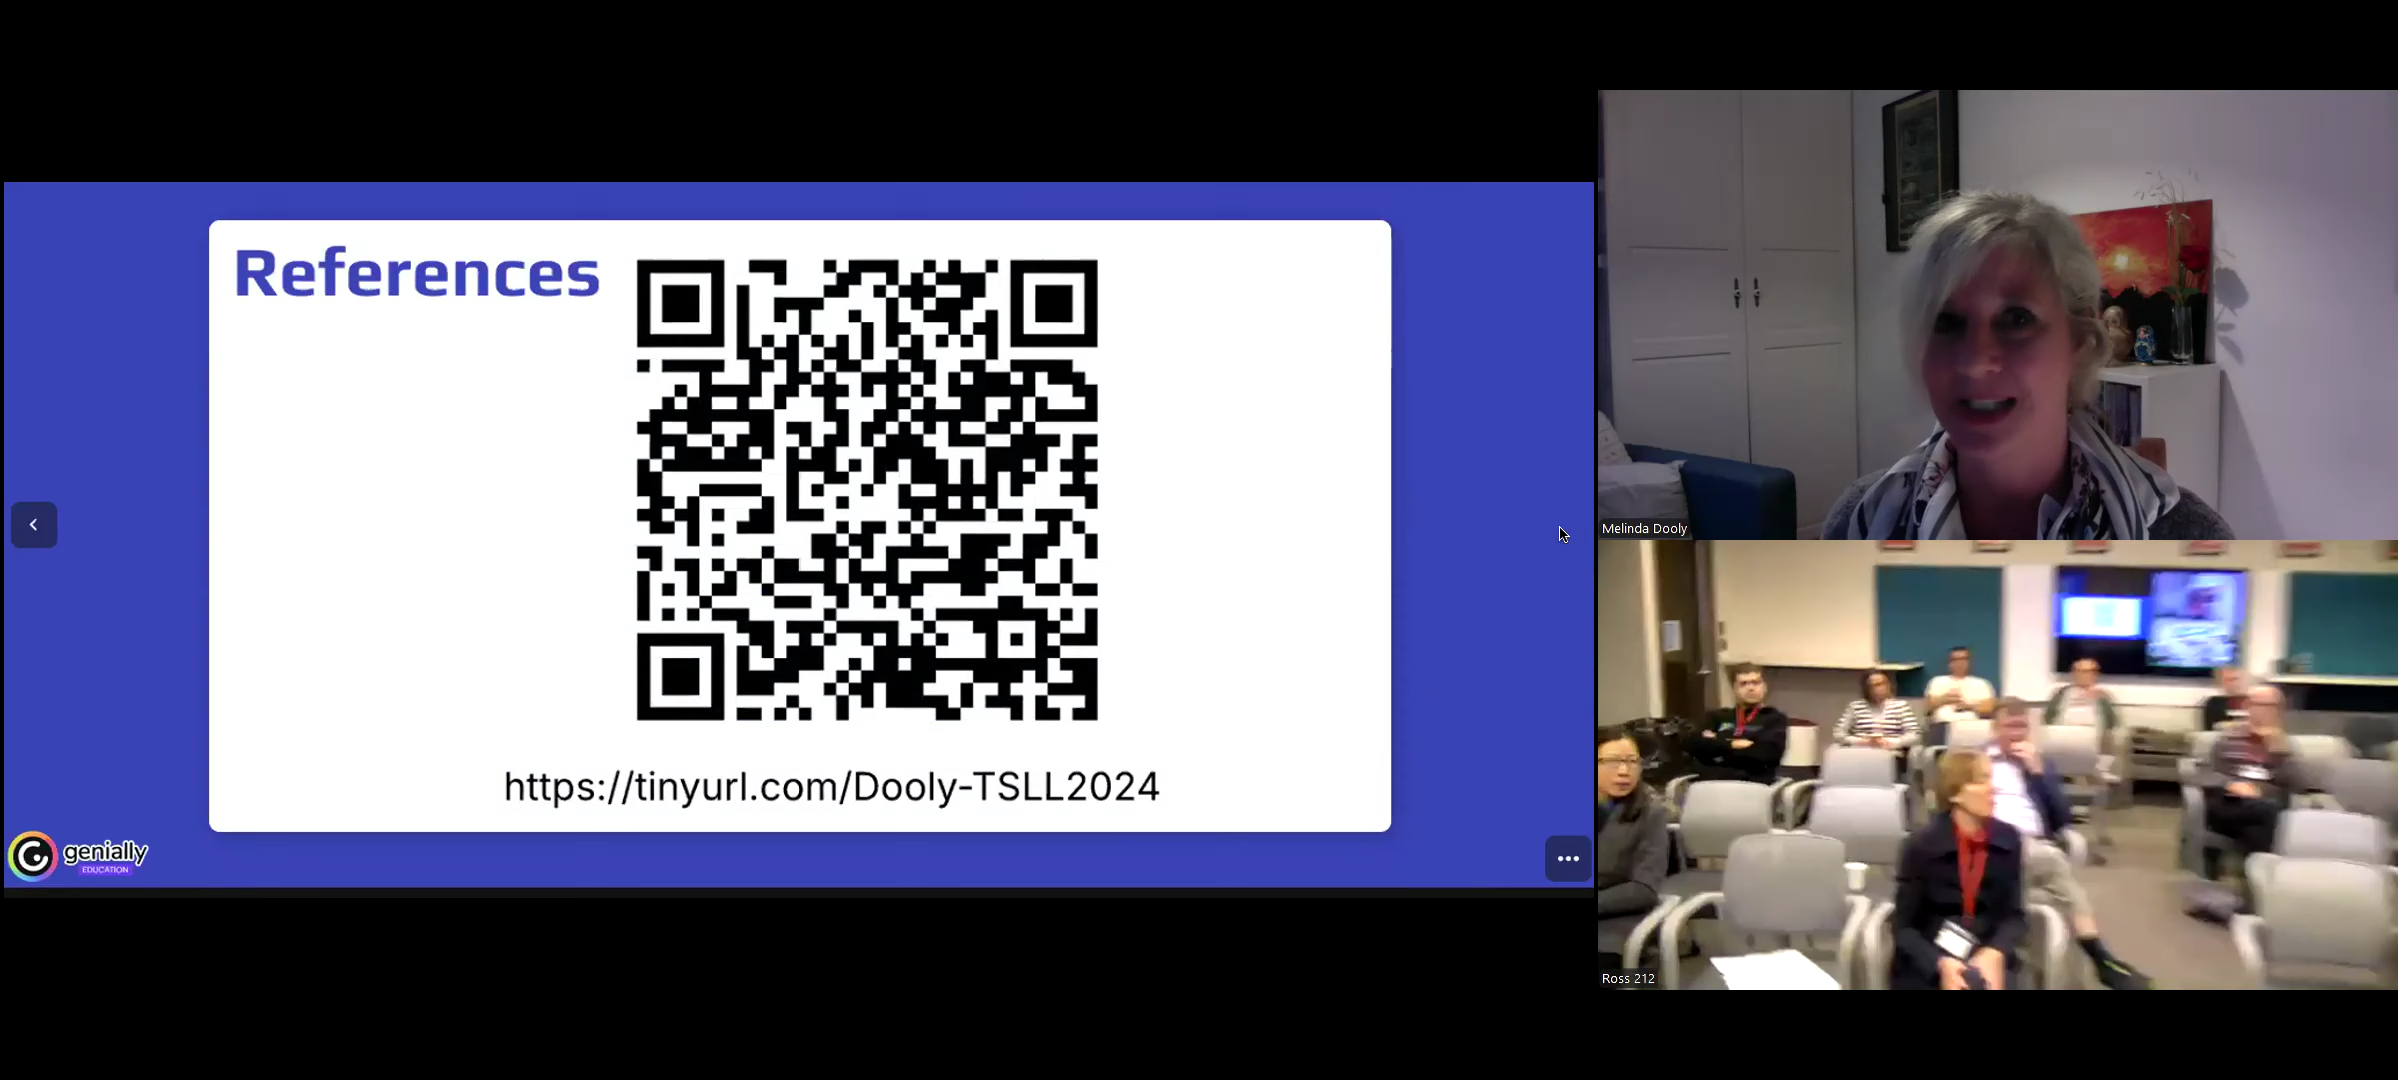 References
https://tinyurl.com/Dooly-TSLL2024
genially
EDUCATION
Melinda Dooly
Ross 212